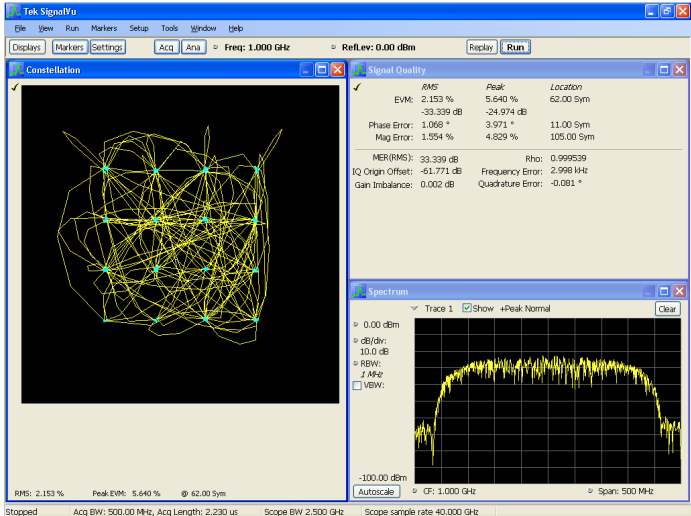 Tek SignalVu
File View Run Markers Setup Tools Window Help
Displays Markers Settings Acq Ana Freq: 1.000 GHz RefLev: 0.00 dBm Replay Run
Constellation
RMS: 2.153 % Peak EVM: 5.640 % @ 62.00 Sym
Signal Quality
RMS Peak Location
EVM: 2.153 % 5.640 % 62.00 Sym
-33.339 dB -24.974 dB
Phase Error: 1.068 ° 3.971 ° 11.00 Sym
Mag Error: 1.554 % 4.829 % 105.00 Sym
MER(RMS): 33.339 dB Rho: 0.999539
IQ Origin Offset: -61.771 dB Frequency Error: 2.998 kHz
Gain Imbalance: 0.002 dB Quadrature Error: -0.081 °
Spectrum
Trace 1 Show +Peak Normal Clear
0.00 dBm
dB/div:
10.0 dB
RBW:
1 MHz
VBW:
-100.00 dBm
Autoscale CF: 1.000 GHz Span: 500 MHz
Stopped Acq BW: 500.00 MHz, Acq Length: 2.230 us Scope BW 2.500 GHz Scope sample rate 40.000 GHz